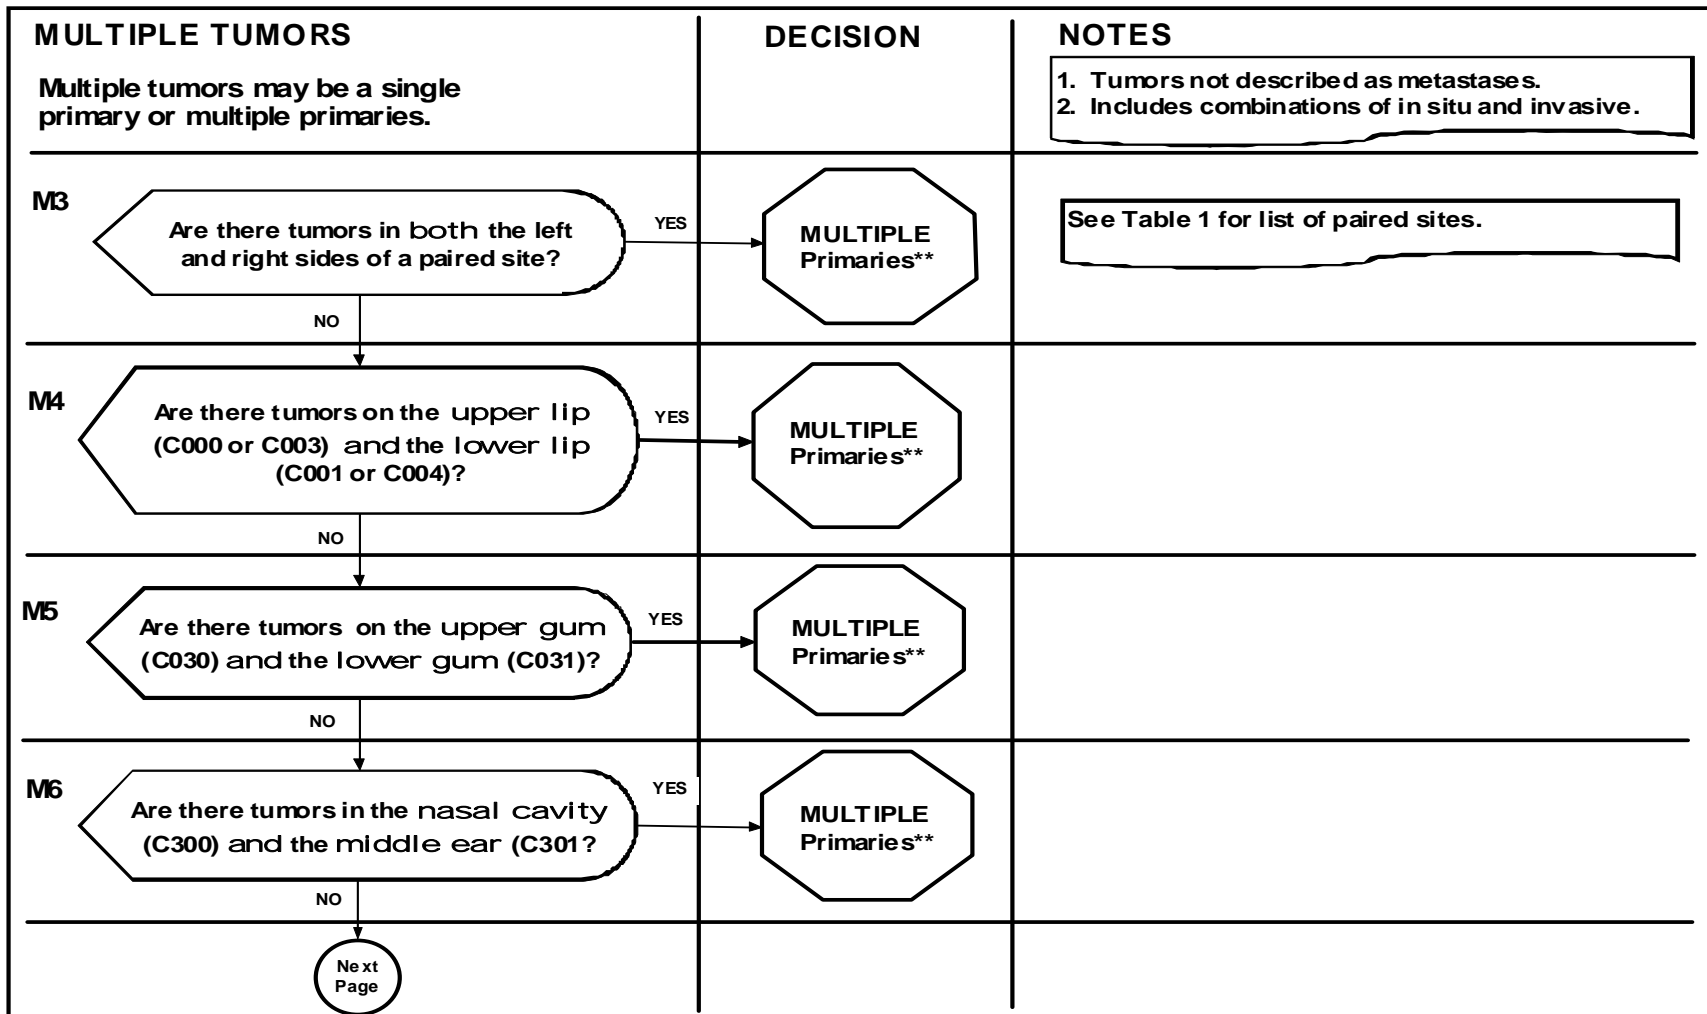 MULTIPLE TUMORS
DECISION
NOTES
Multiple tumors may be a single
primary or multiple primaries.
1. Tumors not described as metastases.
2. Includes combinations of in situ and invasive.
M3
Are there tumors in both the left
and right sides of a paired site?
YES
MULTIPLE
Primaries**
See Table 1 for list of paired sites.
NO
M4
Are there tumors on the upper lip
(C000 or C003) and the lower lip
(C001 or C004)?
YES
MULTIPLE
Primaries**
NO
M5
Are there tumors on the upper gum
(C030) and the lower gum (C031)?
YES
MULTIPLE
Primaries**
NO
M6
Are there tumors in the nasal cavity
(C300) and the middle ear (C301?
YES
MULTIPLE
Primaries**
NO
Next
Page